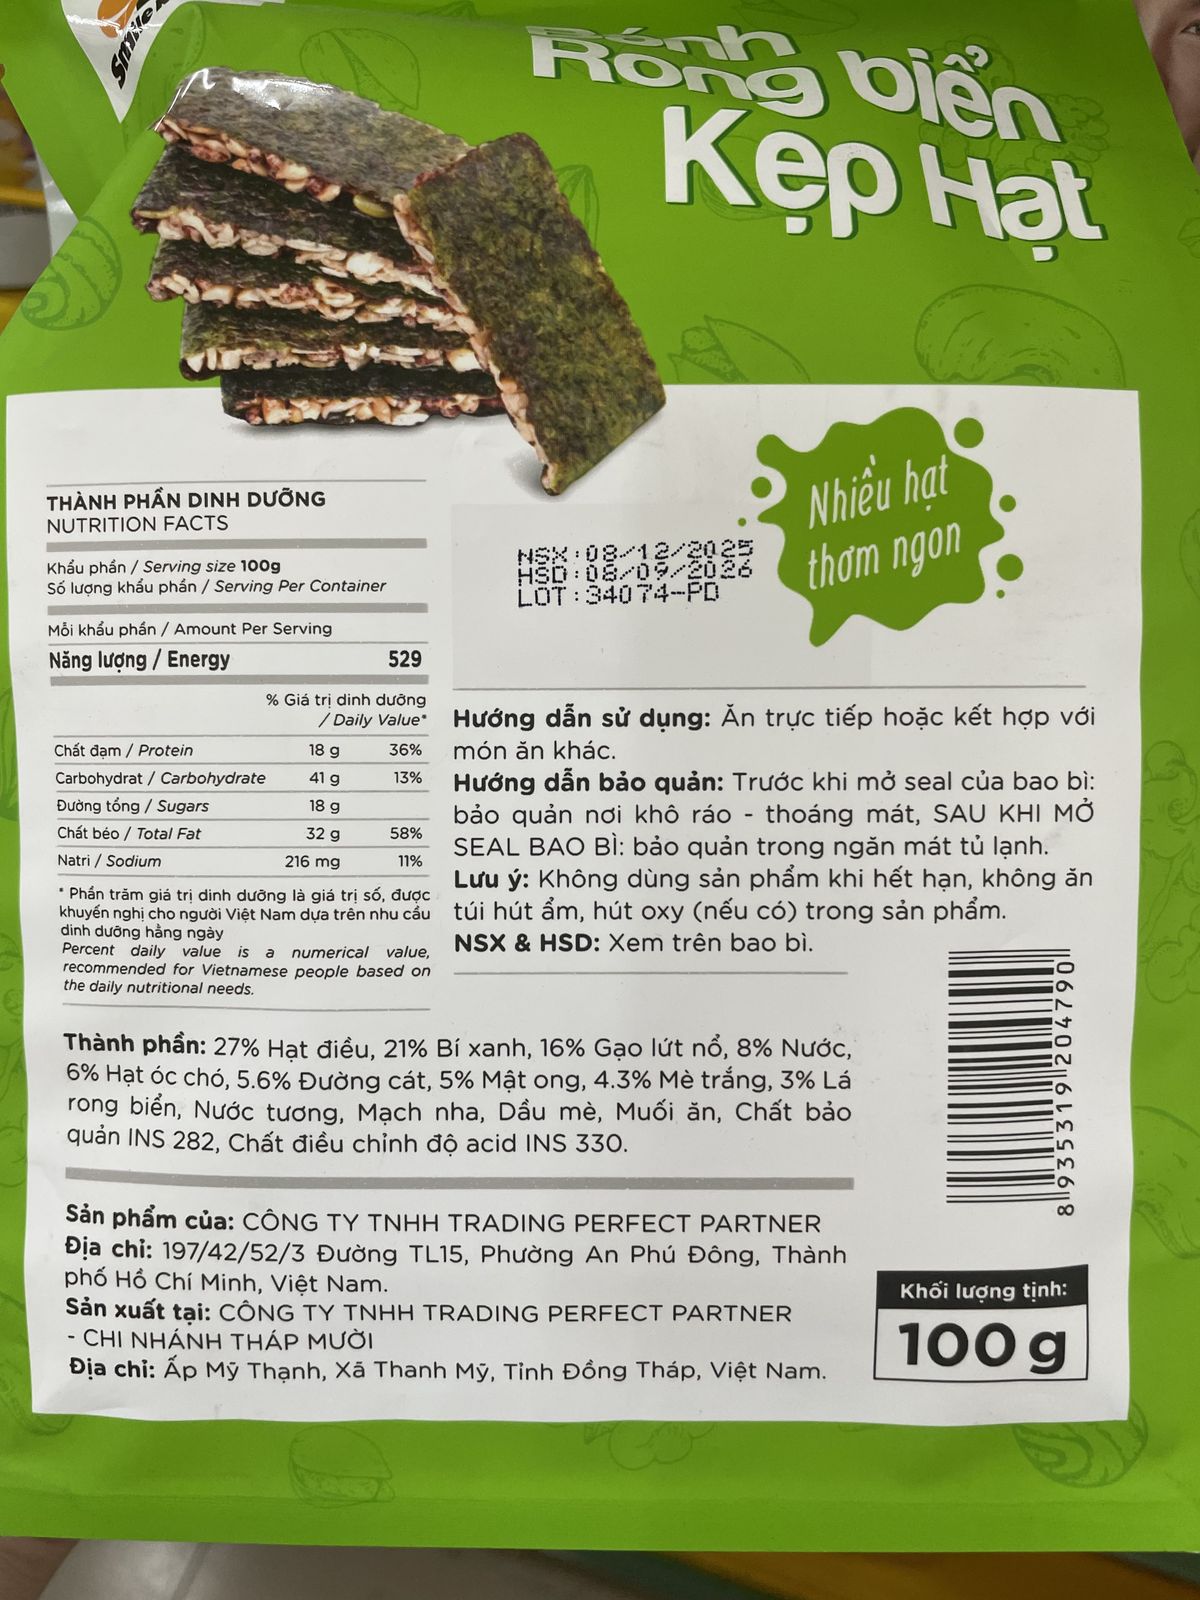 Smile
Bánh
Rong biển
Kẹp Hạt
Nhiều hạt
thơm ngon
THÀNH PHẦN DINH DƯỠNG
NUTRITION FACTS
Khẩu phần / Serving size 100g
Số lượng khẩu phần / Serving Per Container
Mỗi khẩu phần / Amount Per Serving
Năng lượng / Energy 529
% Giá trị dinh dưỡng
/ Daily Value*
Chất đạm / Protein 18 g 36%
Carbohydrat / Carbohydrate 41 g 13%
Đường tổng / Sugars 18 g
Chất béo / Total Fat 32 g 58%
Natri / Sodium 216 mg 11%
* Phần trăm giá trị dinh dưỡng là giá trị số, được
khuyến nghị cho người Việt Nam dựa trên nhu cầu
dinh dưỡng hằng ngày
Percent daily value is a numerical value,
recommended for Vietnamese people based on
the daily nutritional needs.
NSX:08/12/2025
HSD:08/09/2026
LOT:34074-PD
Hướng dẫn sử dụng: Ăn trực tiếp hoặc kết hợp với
món ăn khác.
Hướng dẫn bảo quản: Trước khi mở seal của bao bì:
bảo quản nơi khô ráo - thoáng mát, SAU KHI MỞ
SEAL BAO BÌ: bảo quản trong ngăn mát tủ lạnh.
Lưu ý: Không dùng sản phẩm khi hết hạn, không ăn
túi hút ẩm, hút oxy (nếu có) trong sản phẩm.
NSX & HSD: Xem trên bao bì.
Thành phần: 27% Hạt điều, 21% Bí xanh, 16% Gạo lứt nổ, 8% Nước,
6% Hạt óc chó, 5.6% Đường cát, 5% Mật ong, 4.3% Mè trắng, 3% Lá
rong biển, Nước tương, Mạch nha, Dầu mè, Muối ăn, Chất bảo
quản INS 282, Chất điều chỉnh độ acid INS 330.
8 935319 204790
Sản phẩm của: CÔNG TY TNHH TRADING PERFECT PARTNER
Địa chỉ: 197/42/52/3 Đường TL15, Phường An Phú Đông, Thành
phố Hồ Chí Minh, Việt Nam.
Sản xuất tại: CÔNG TY TNHH TRADING PERFECT PARTNER
- CHI NHÁNH THÁP MƯỜI
Địa chỉ: Ấp Mỹ Thạnh, Xã Thanh Mỹ, Tỉnh Đồng Tháp, Việt Nam.
Khối lượng tịnh:
100 g